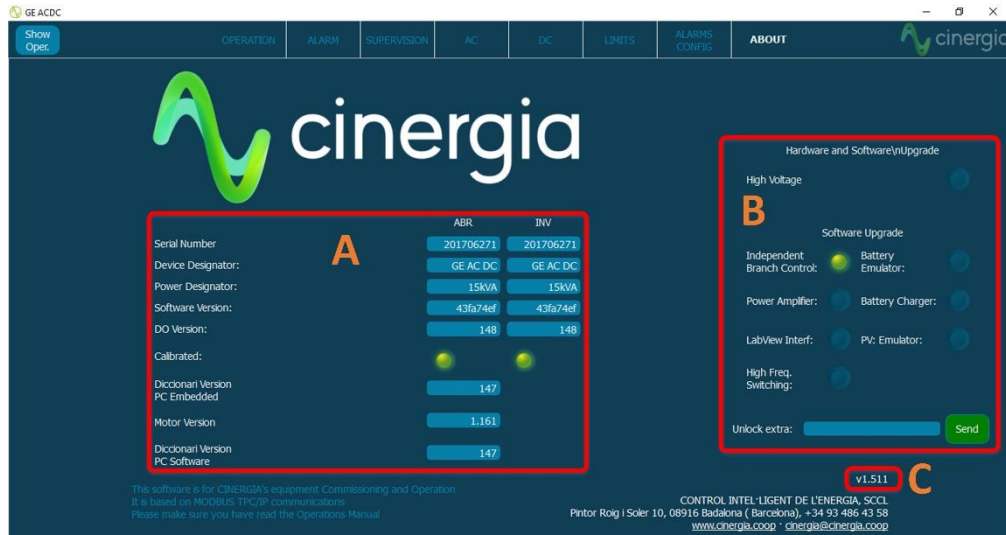 GE ACDC
Show
Oper.
OPERATION
ALARM
SUPERVISION
AC
DC
LIMITS
ALARMS
CONFIG
ABOUT
cinergia
cinergia
A
ABR
INV
Serial Number 201706271 201706271
Device Designator: GE AC DC GE AC DC
Power Designator: 15kVA 15kVA
Software Version: 43fa74ef 43fa74ef
DO Version: 148 148
Calibrated:
Diccionari Version
PC Embedded
147
Motor Version 1.161
Diccionari Version
PC Software
147
This software is for CINERGIA's equipment Commissioning and Operation
It is based on MODBUS TPC/IP communications
Please make sure you have read the Operations Manual
Hardware and Software\nUpgrade
High Voltage
B
Software Upgrade
Independent
Branch Control:
Battery
Emulator:
Power Amplifier:
Battery Charger:
LabView Interf:
PV: Emulator:
High Freq.
Switching:
Unlock extra:
Send
v1.511
C
CONTROL INTEL·LIGENT DE L'ENERGIA, SCCL
Pintor Roig i Soler 10, 08916 Badalona ( Barcelona), +34 93 486 43 58
www.cinergia.coop · cinergia@cinergia.coop